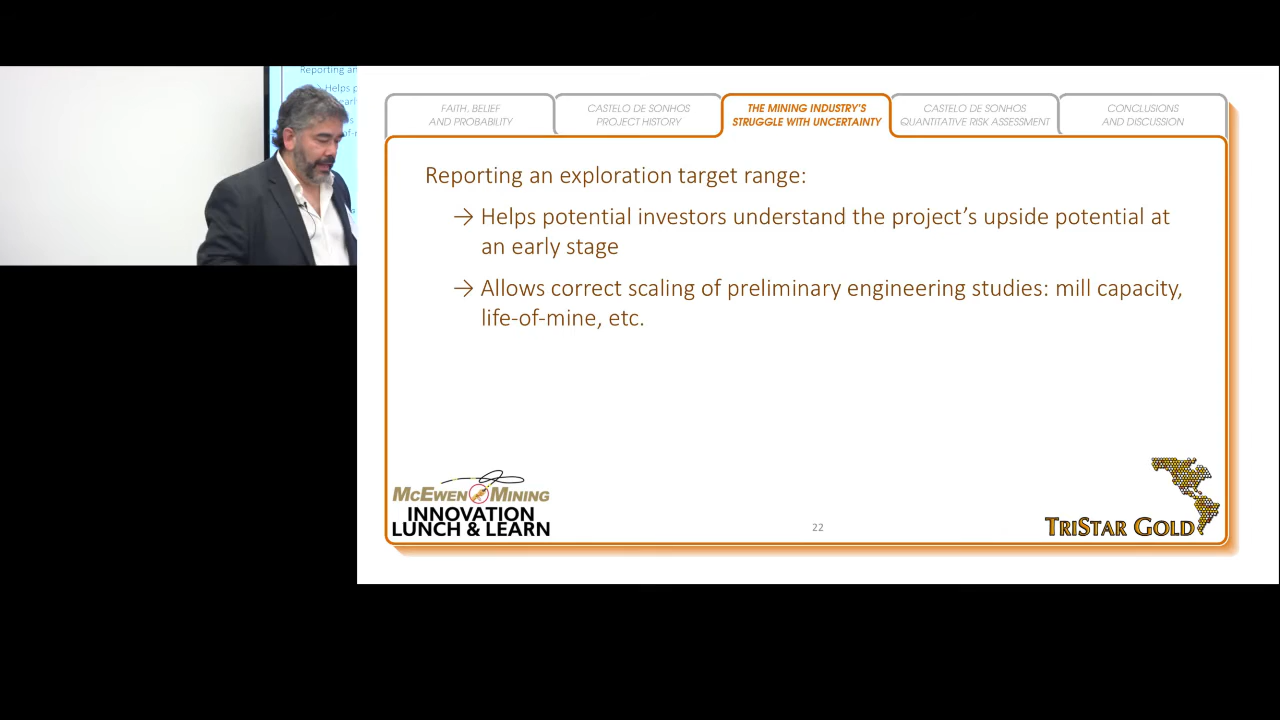 Reporting an
Helps p
FAITH, BELIEF
AND PROBABILITY
CASTELO DE SONHOS
PROJECT HISTORY
THE MINING INDUSTRY'S
STRUGGLE WITH UNCERTAINTY
CASTELO DE SONHOS
QUANTITATIVE RISK ASSESSMENT
CONCLUSIONS
AND DISCUSSION
Reporting an exploration target range:
→ Helps potential investors understand the project’s upside potential at
an early stage
→ Allows correct scaling of preliminary engineering studies: mill capacity,
life-of-mine, etc.
MCEWEN MINING
INNOVATION
LUNCH & LEARN
22
TRISTAR GOLD